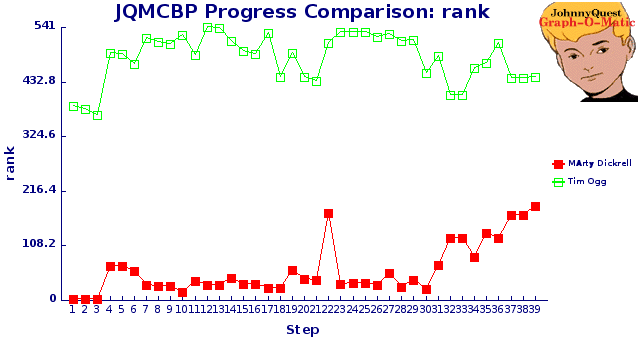 JQMCBP Progress Comparison: rank
JohnnyQuest
Graph-O-Matic
541
432.8
324.6
216.4
108.2
0
rank
1 2 3 4 5 6 7 8 9 10 11 12 13 14 15 16 17 18 19 20 21 22 23 24 25 26 27 28 29 30 31 32 33 34 35 36 37 38 39
Step
MArty Dickrell
Tim Ogg